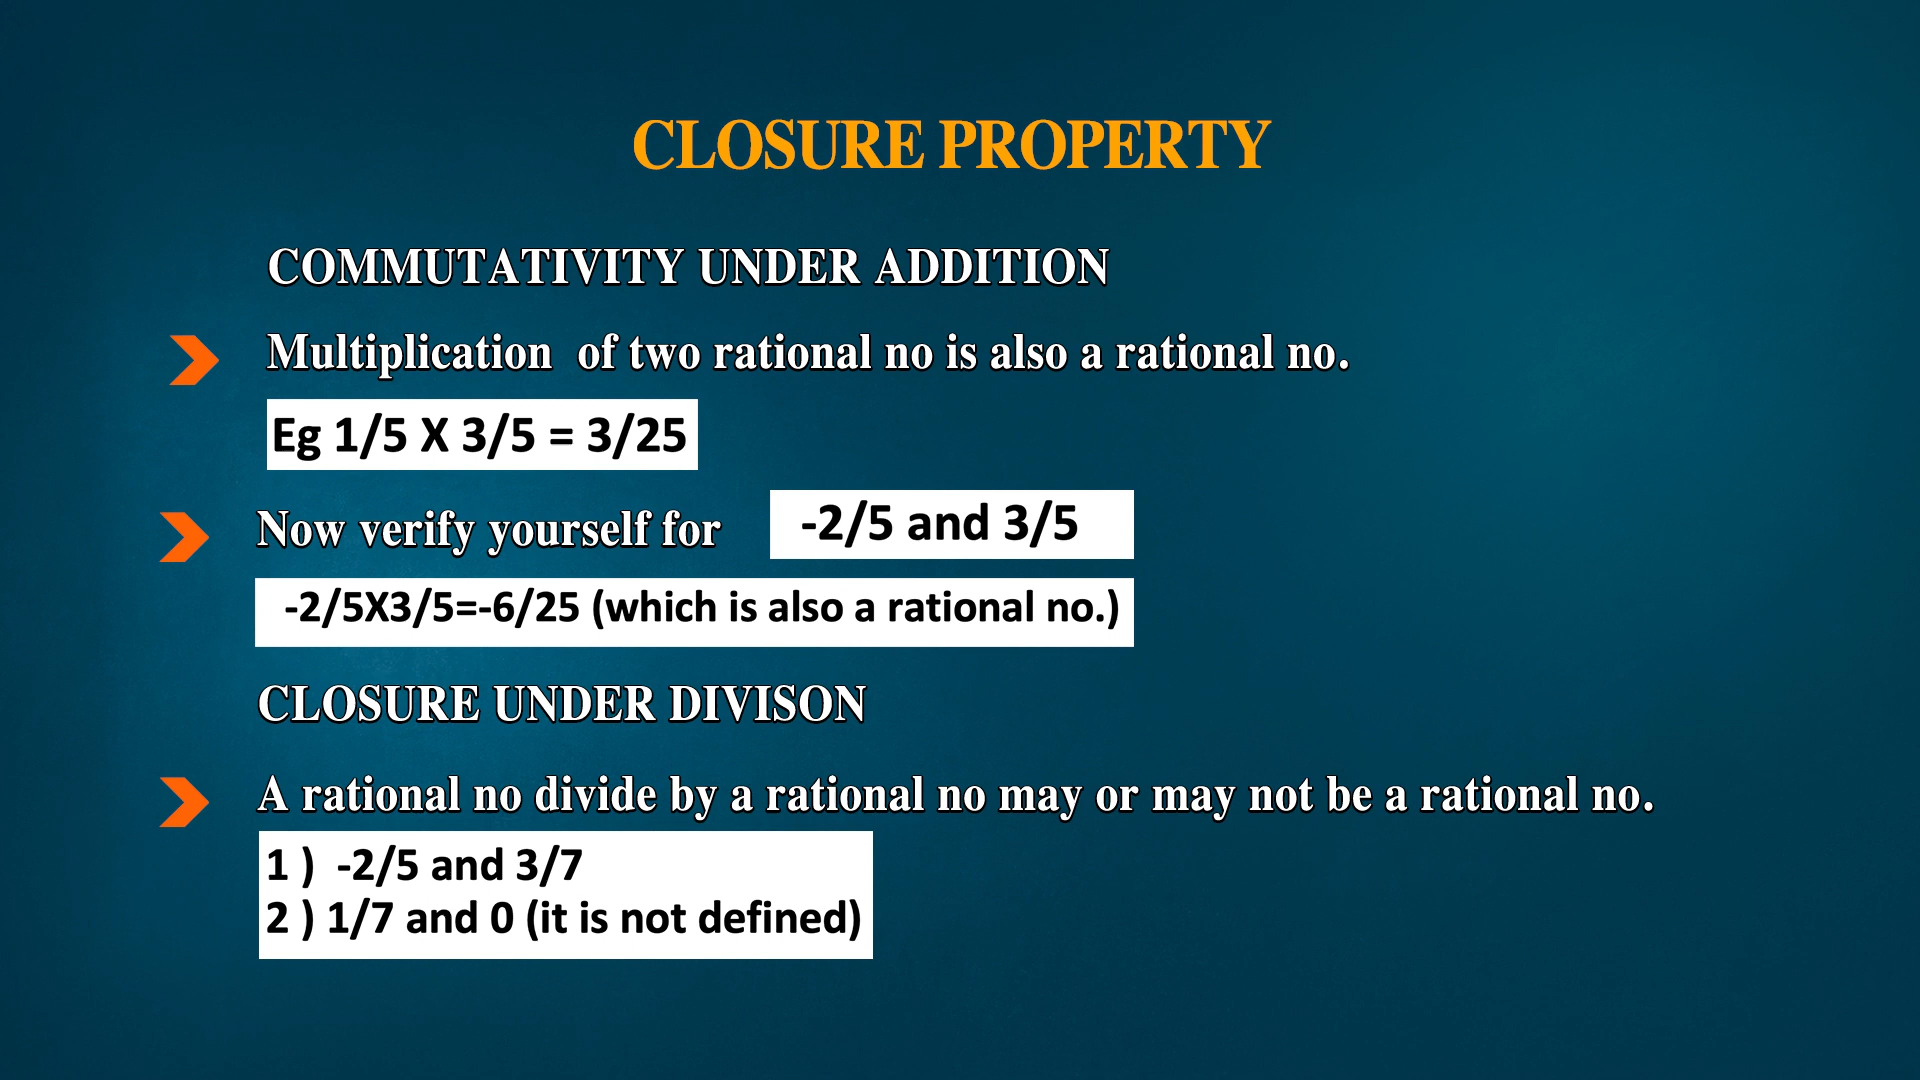 CLOSURE PROPERTY
COMMUTATIVITY UNDER ADDITION
Multiplication of two rational no is also a rational no.
Eg 1/5 X 3/5 = 3/25
Now verify yourself for -2/5 and 3/5
-2/5X3/5=-6/25 (which is also a rational no.)
CLOSURE UNDER DIVISON
A rational no divide by a rational no may or may not be a rational no.
1 ) -2/5 and 3/7
2 ) 1/7 and 0 (it is not defined)